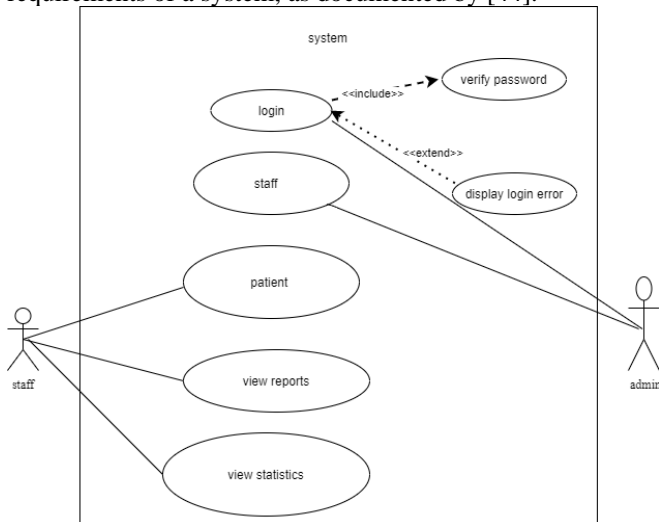 requirements of a system, as documented by [44].
system
verify password
<<include>>
login
<<extend>>
staff
display login error
patient
staff
view reports
admin
view statistics